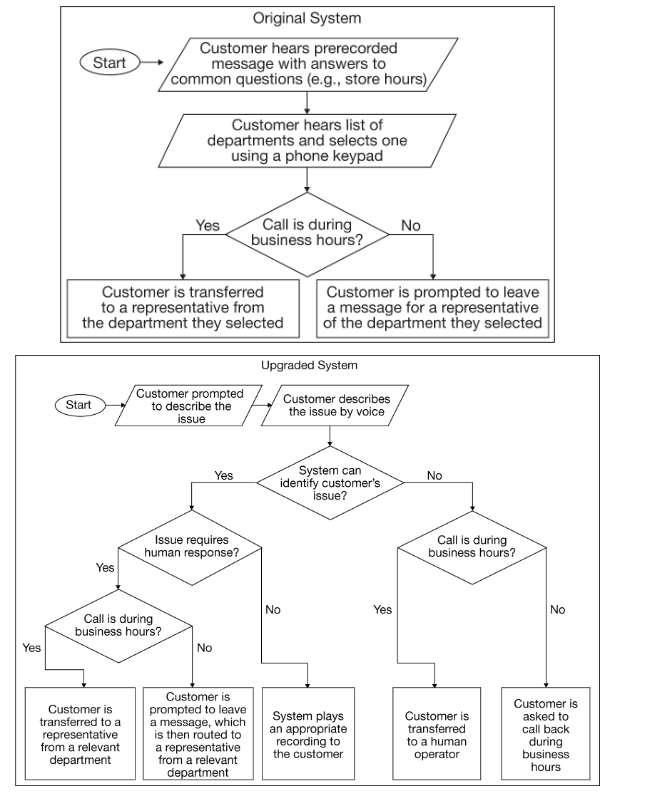 Original System
Start
Customer hears prerecorded
message with answers to
common questions (e.g., store hours)
Customer hears list of
departments and selects one
using a phone keypad
Call is during
business hours?
Yes
No
Customer is transferred
to a representative from
the department they selected
Customer is prompted to leave
a message for a representative
of the department they selected
Upgraded System
Start
Customer prompted
to describe the
issue
Customer describes
the issue by voice
System can
identify customer's
issue?
Yes
No
Issue requires
human response?
Call is during
business hours?
Yes
No
Yes
No
Call is during
business hours?
Yes
No
Customer is
transferred to a
representative
from a relevant
department
Customer is
prompted to leave
a message, which
is then routed to
a representative
from a relevant
department
System plays
an appropriate
recording to
the customer
Customer is
transferred
to a human
operator
Customer is
asked to
call back
during
business
hours